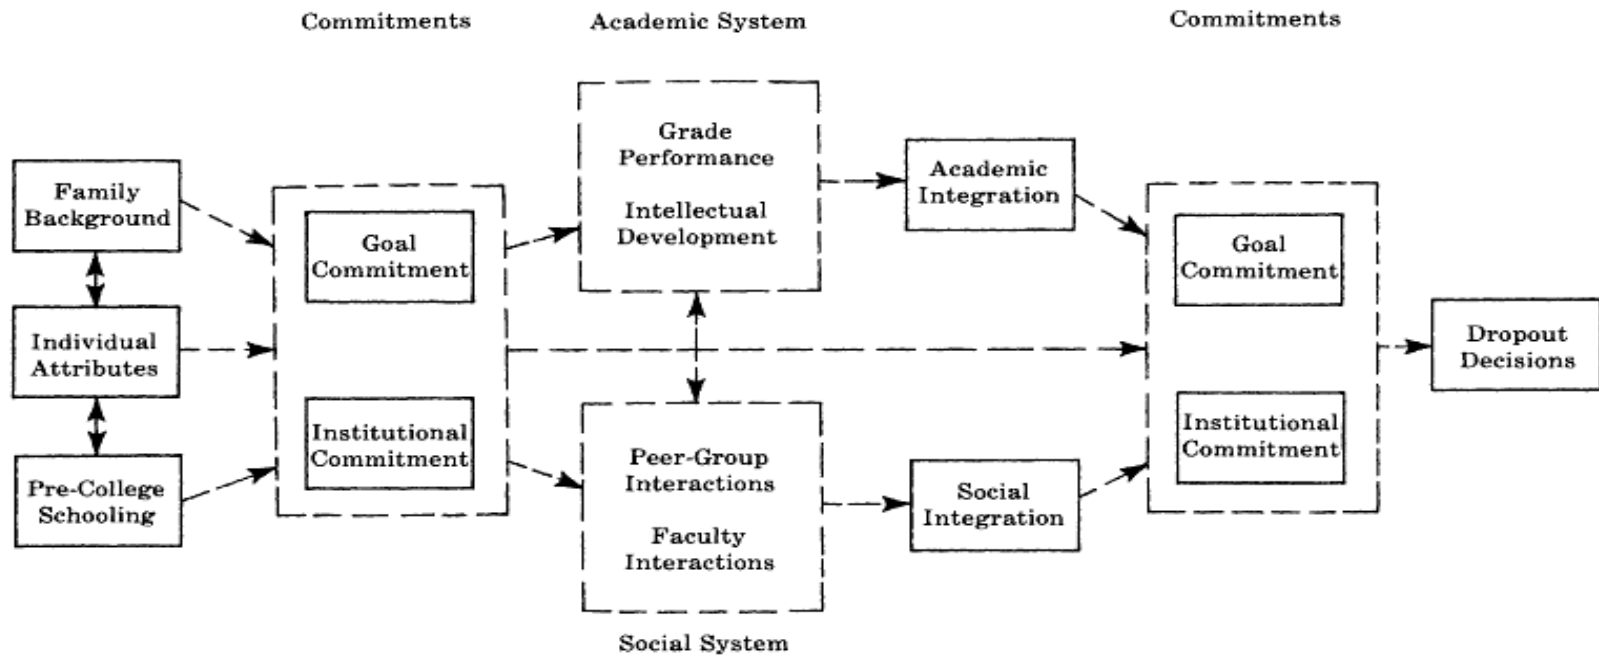 Commitments
Academic System
Commitments
Family
Background
Individual
Attributes
Pre-College
Schooling
Goal
Commitment
Institutional
Commitment
Grade
Performance
Intellectual
Development
Peer-Group
Interactions
Faculty
Interactions
Social System
Academic
Integration
Social
Integration
Goal
Commitment
Institutional
Commitment
Dropout
Decisions